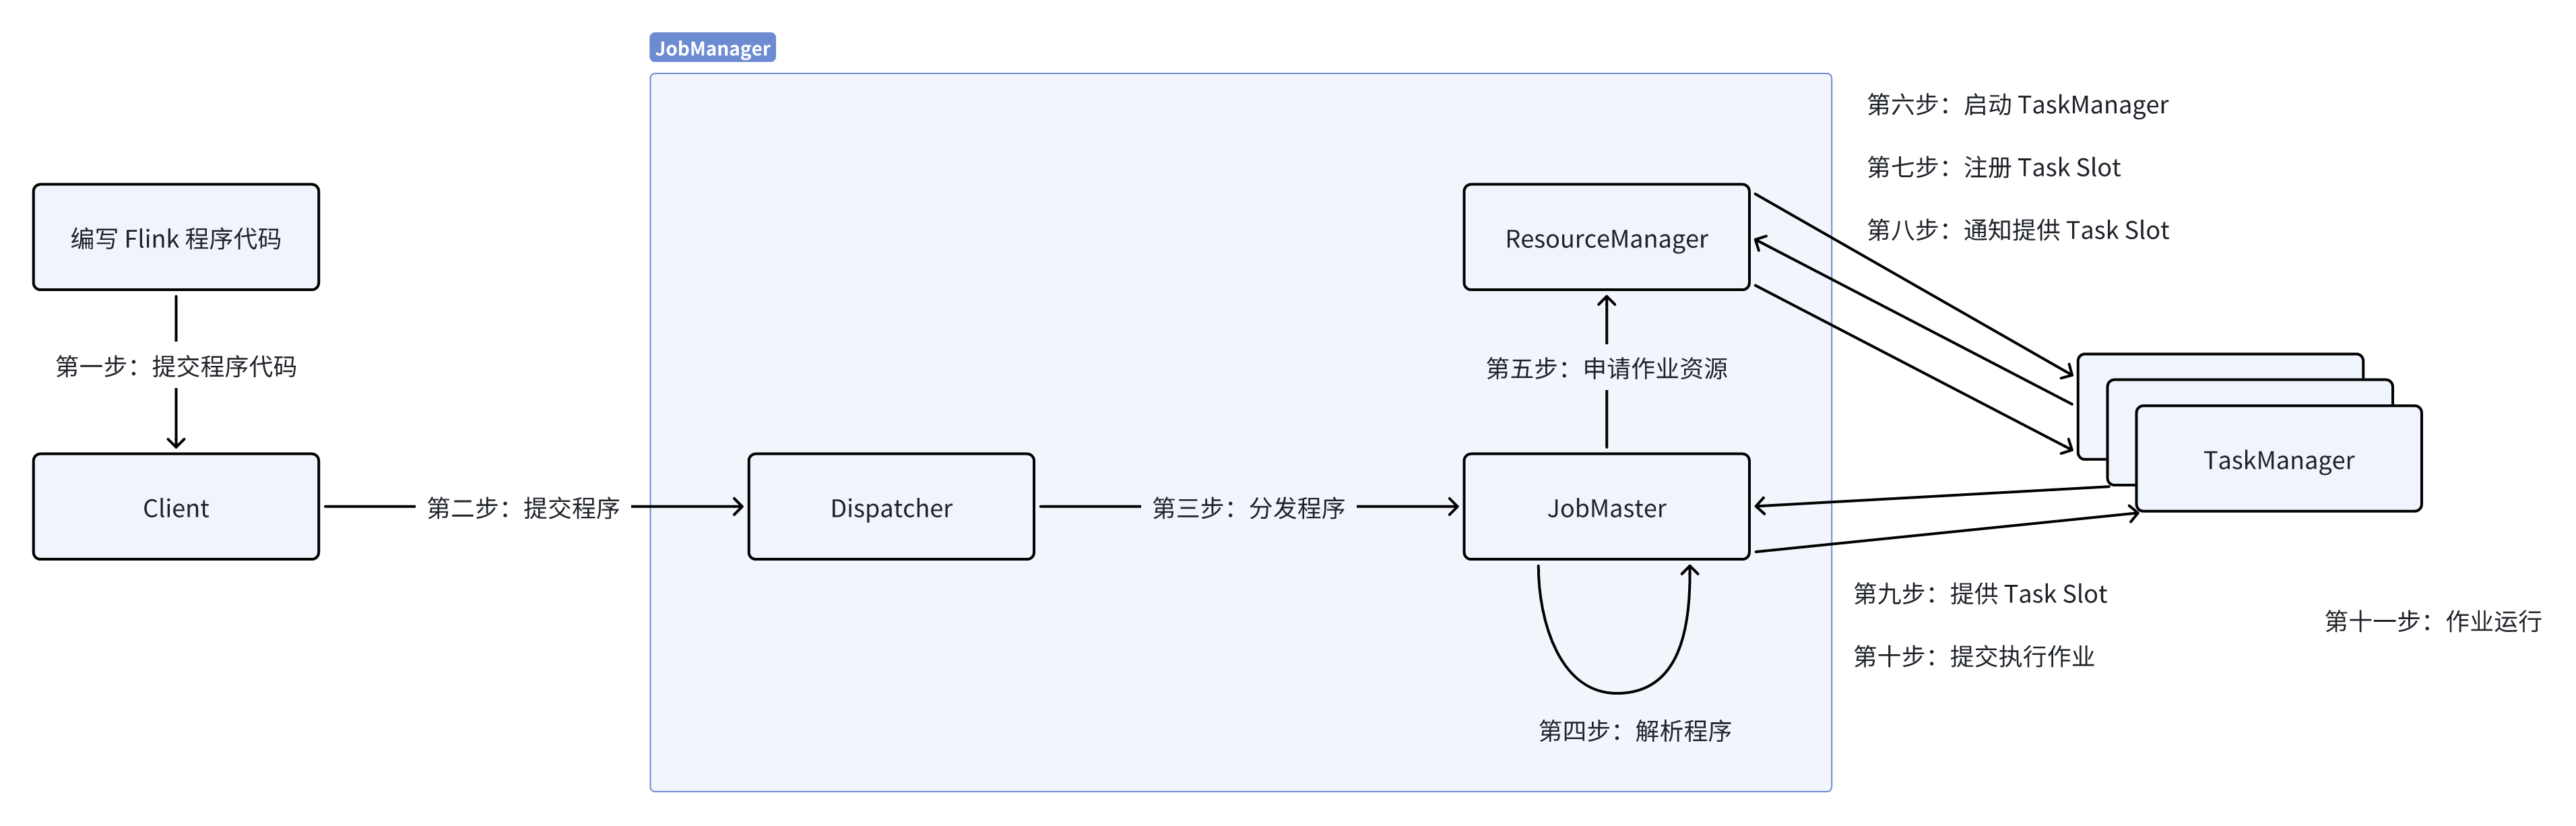 JobManager
第六步：启动 TaskManager
第七步：注册 Task Slot
第八步：通知提供 Task Slot
编写 Flink 程序代码
ResourceManager
第一步：提交程序代码
第五步：申请作业资源
TaskManager
Client
第二步：提交程序
Dispatcher
第三步：分发程序
JobMaster
第九步：提供 Task Slot
第十一步：作业运行
第十步：提交执行作业
第四步：解析程序